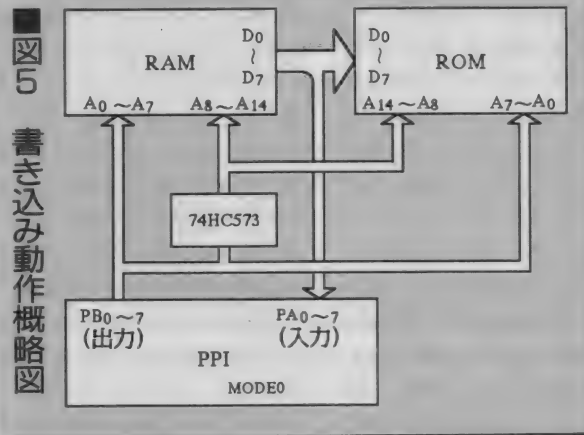 ■図5 書き込み動作概略図
RAM
D0
~
D7
A0~A7 A8~A14
D0
~
D7
ROM
A14~A8 A7~A0
74HC573
PB0~7 PA0~7
(出力) (入力)
PPI
MODE0